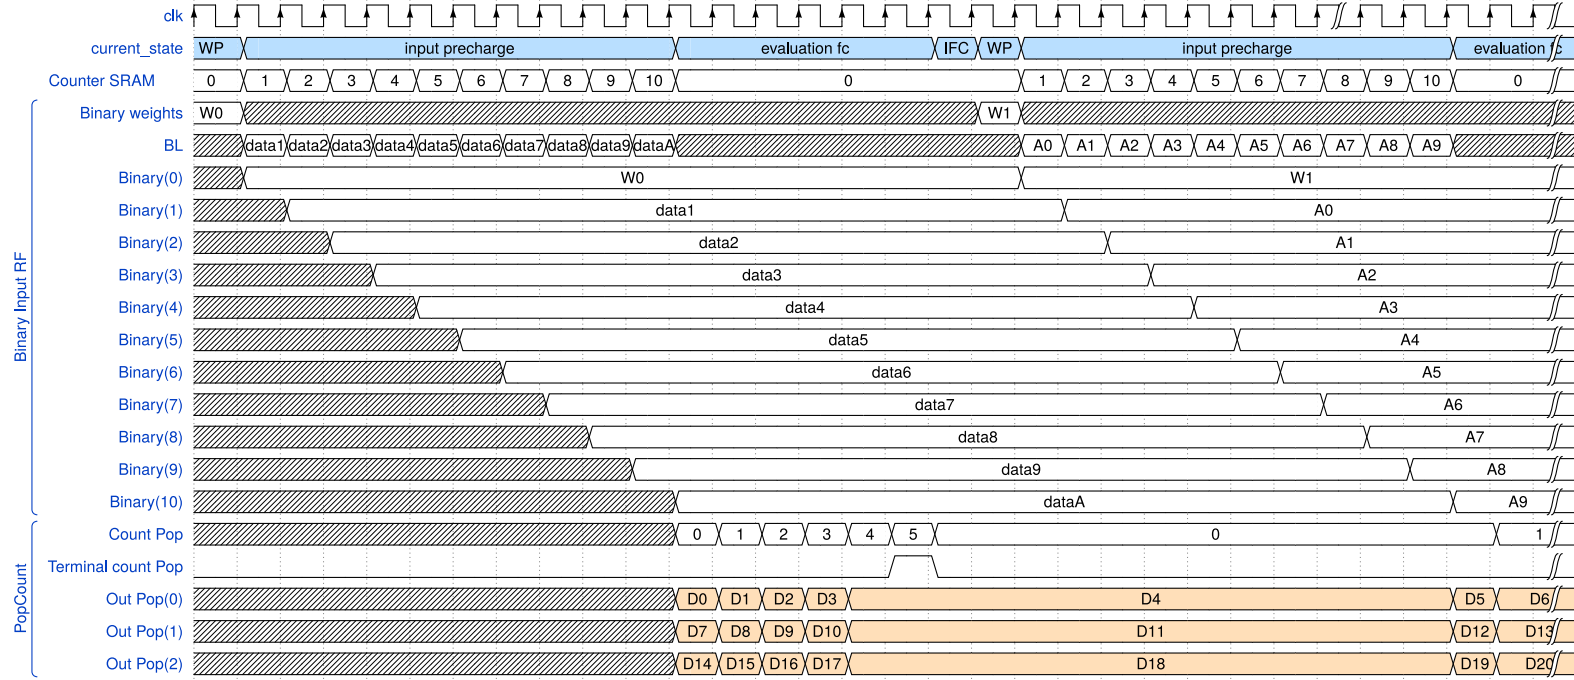 clk
current_state WP input precharge evaluation fc IFC WP input precharge evaluation fc
Counter SRAM 0 1 2 3 4 5 6 7 8 9 10 0 1 2 3 4 5 6 7 8 9 10 0
Binary weights W0 W1
BL data1 data2 data3 data4 data5 data6 data7 data8 data9 dataA A0 A1 A2 A3 A4 A5 A6 A7 A8 A9
Binary(0) W0 W1
Binary(1) data1 A0
Binary(2) data2 A1
Binary(3) data3 A2
Binary(4) data4 A3
Binary(5) data5 A4
Binary(6) data6 A5
Binary(7) data7 A6
Binary(8) data8 A7
Binary(9) data9 A8
Binary(10) dataA A9
Binary Input RF
Count Pop 0 1 2 3 4 5 0 1
Terminal count Pop
Out Pop(0) D0 D1 D2 D3 D4 D5 D6
Out Pop(1) D7 D8 D9 D10 D11 D12 D13
Out Pop(2) D14 D15 D16 D17 D18 D19 D20
PopCount